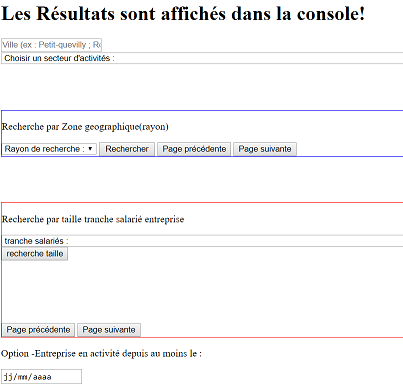 Les Résultats sont affichés dans la console!
Ville (ex : Petit-quevilly ; Ro
Choisir un secteur d'activités :
Recherche par Zone geographique(rayon)
Rayon de recherche : Rechercher Page précédente Page suivante
Recherche par taille tranche salarié entreprise
tranche salariés :
recherche taille
Page précédente Page suivante
Option -Entreprise en activité depuis au moins le :
jj/mm/aaaa